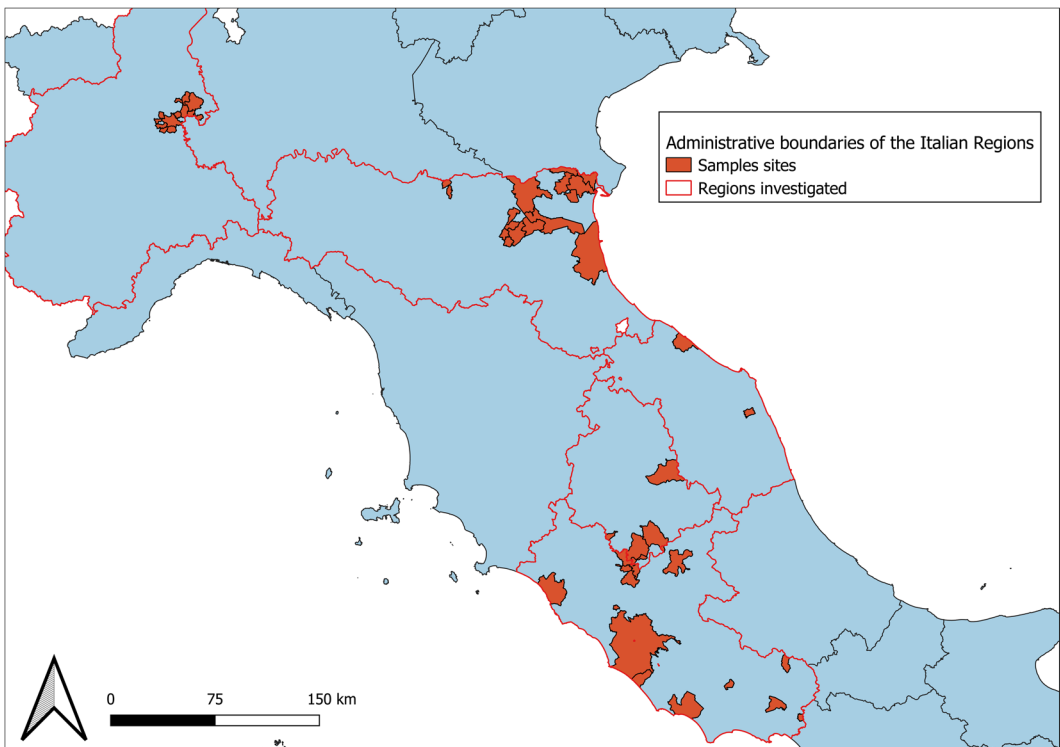 Administrative boundaries of the Italian Regions
Samples sites
Regions investigated
0 75 150 km